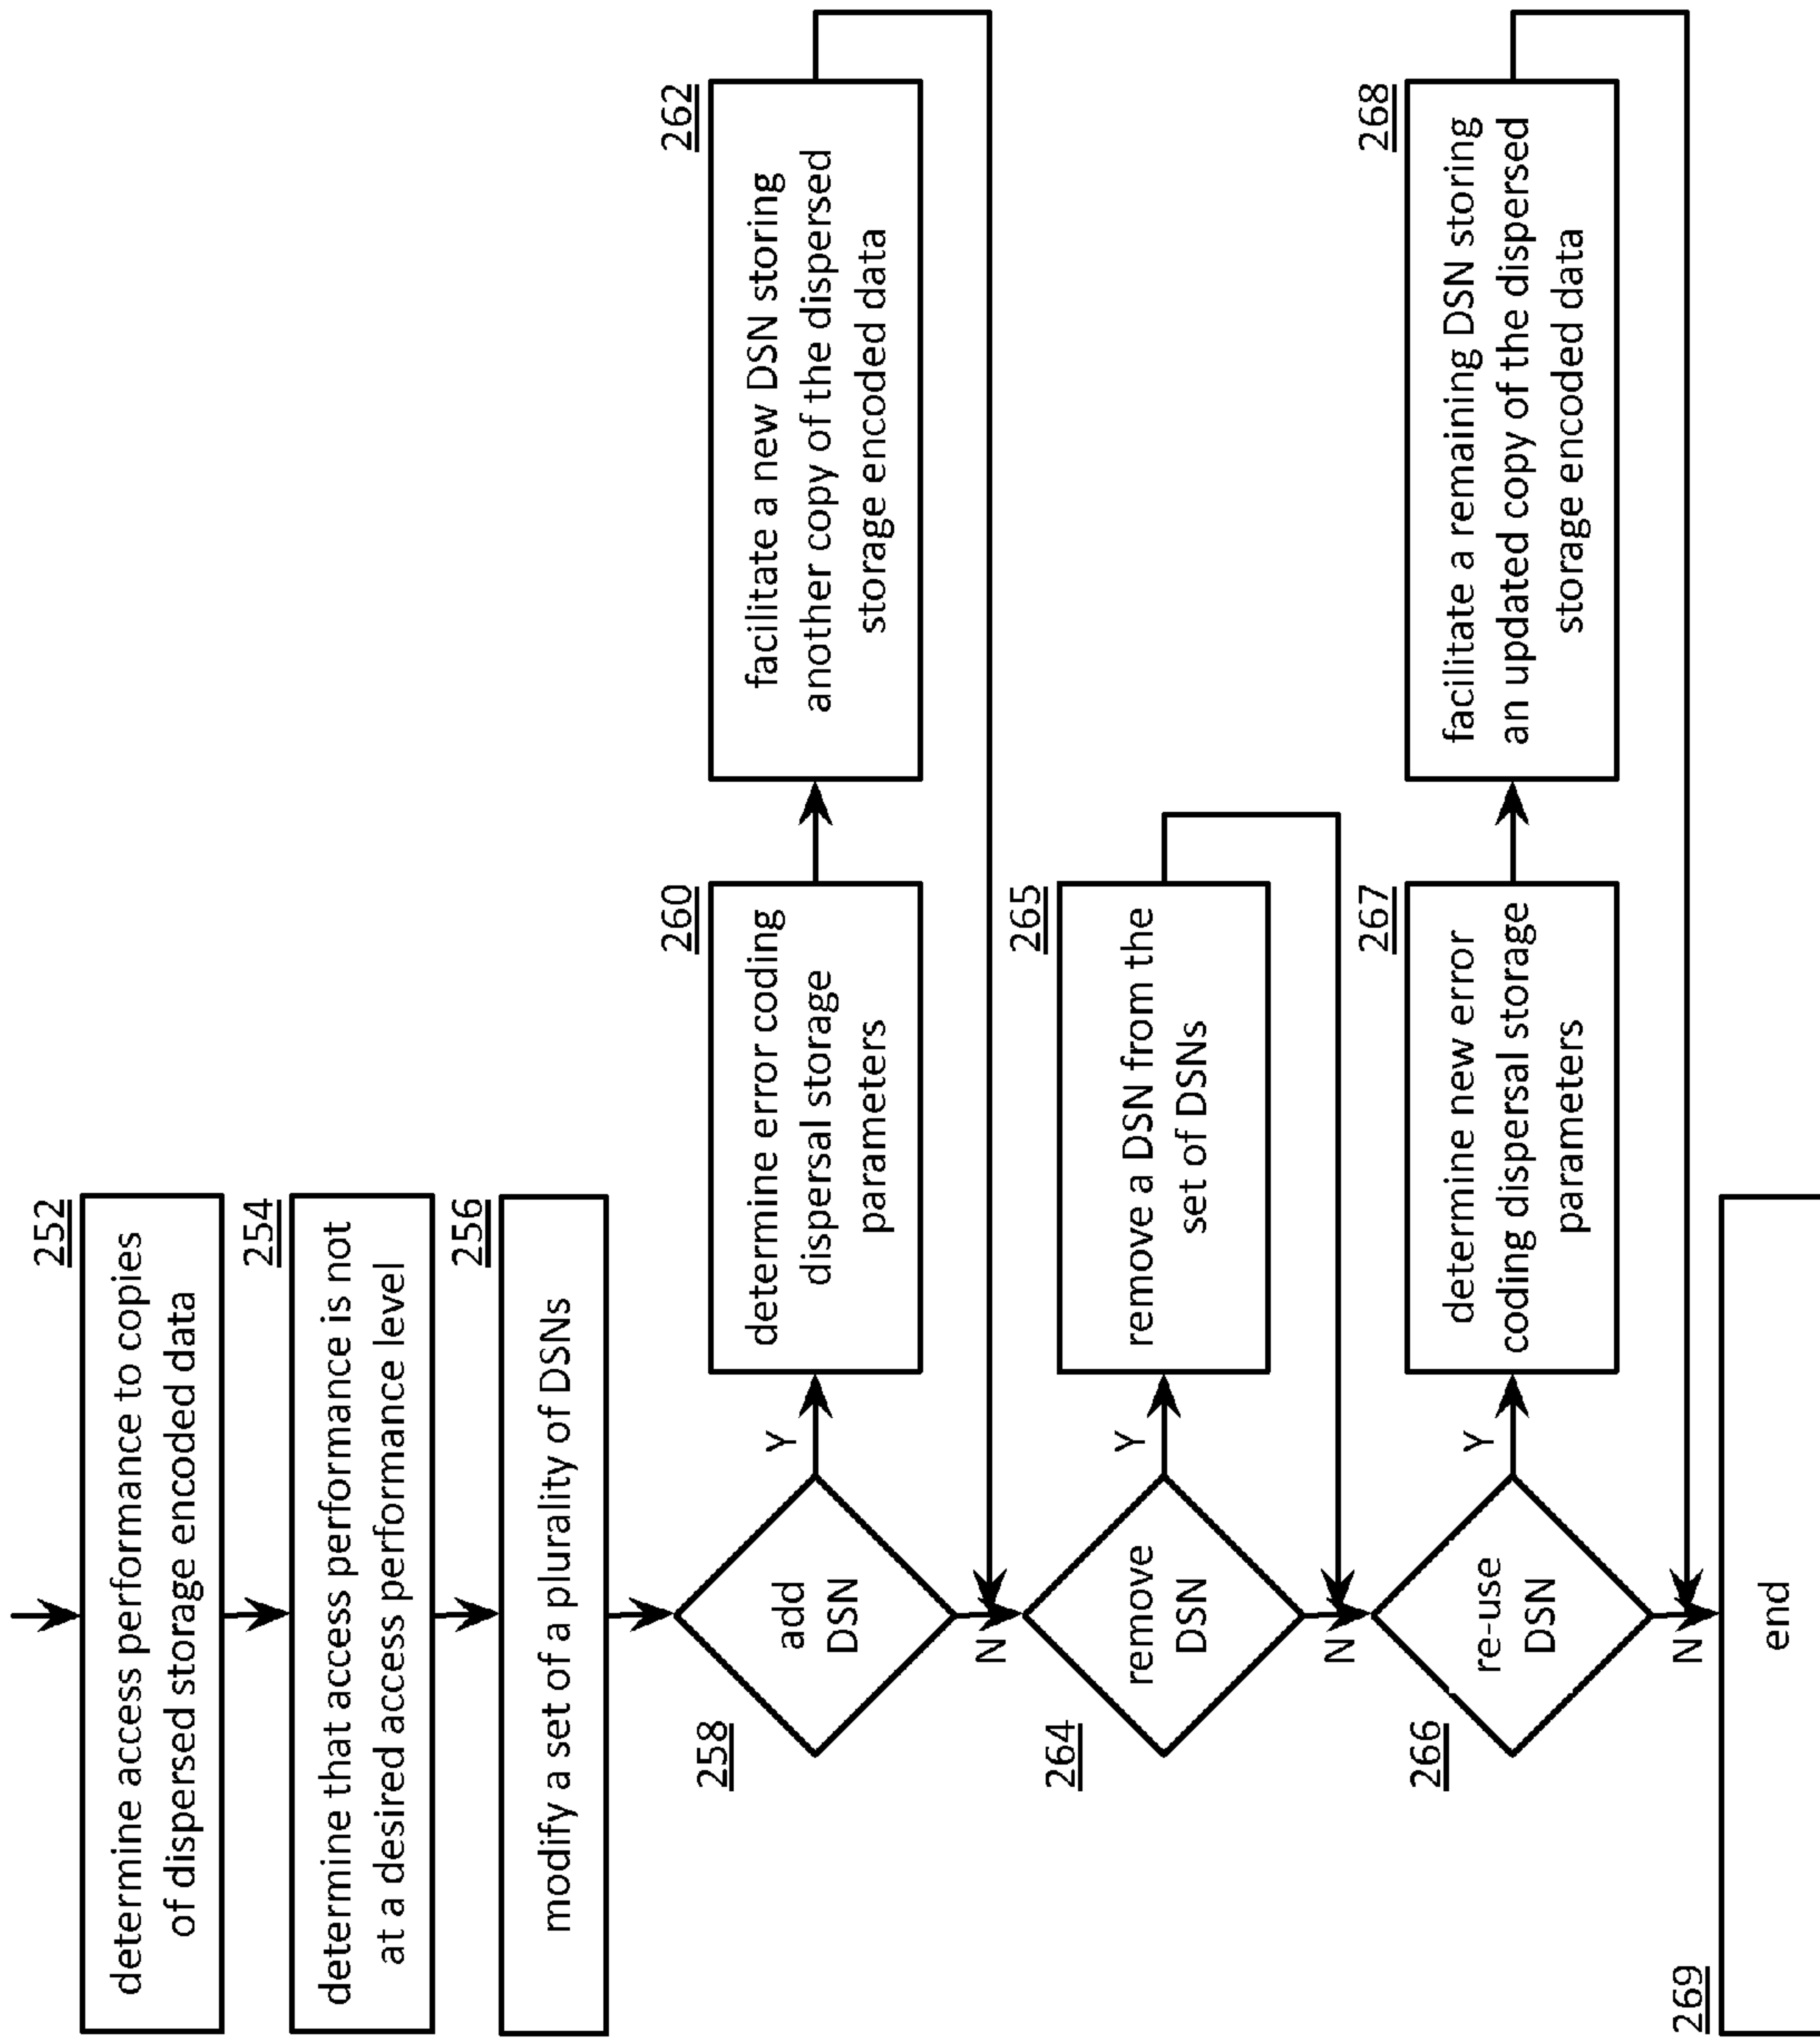 252
determine access performance to copies
of dispersed storage encoded data
254
determine that access performance is not
at a desired access performance level
256
modify a set of a plurality of DSNs
258
add
DSN
Y
N
260
determine error coding
dispersal storage
parameters
262
facilitate a new DSN storing
another copy of the dispersed
storage encoded data
264
remove
DSN
Y
N
265
remove a DSN from the
set of DSNs
266
re-use
DSN
Y
N
267
determine new error
coding dispersal storage
parameters
268
facilitate a remaining DSN storing
an updated copy of the dispersed
storage encoded data
269
end